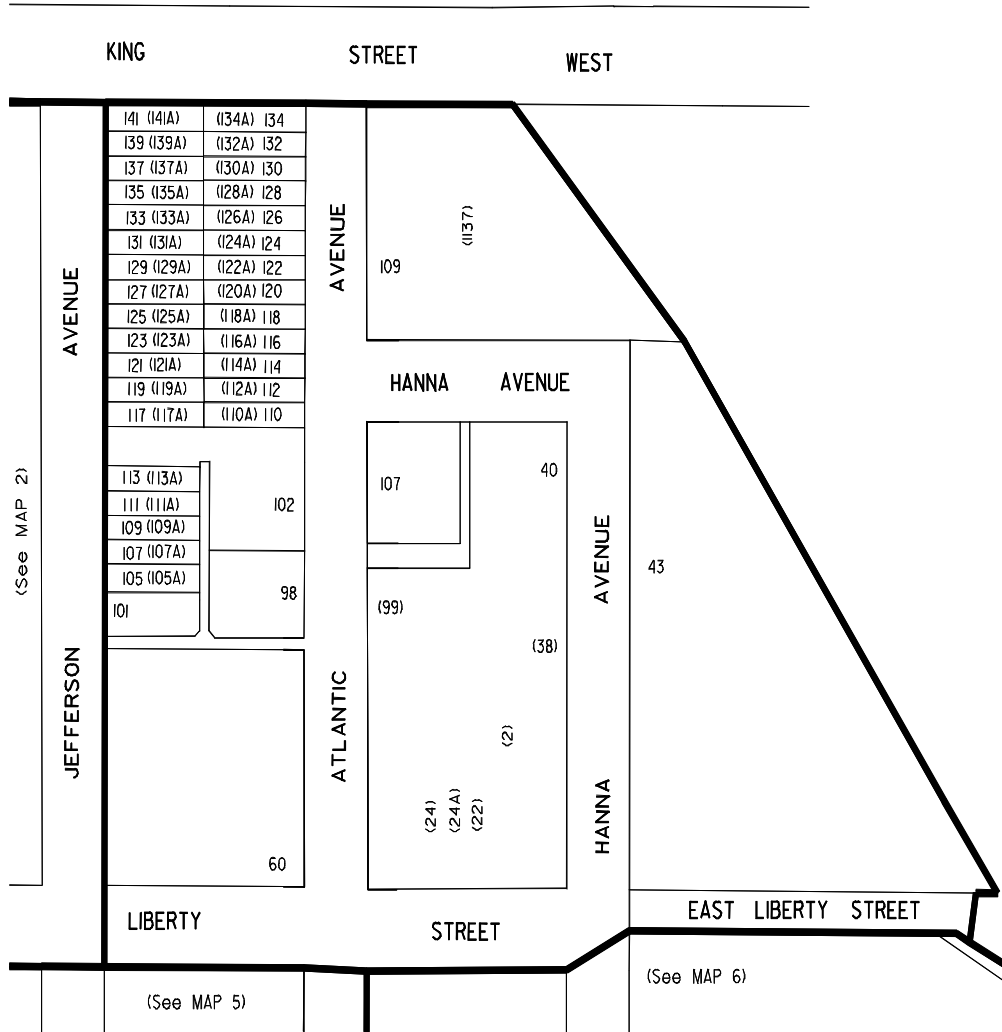 KING STREET WEST
141 (141A) (134A) 134
139 (139A) (132A) 132
137 (137A) (130A) 130
135 (135A) (128A) 128
133 (133A) (126A) 126
131 (131A) (124A) 124
129 (129A) (122A) 122
127 (127A) (120A) 120
125 (125A) (118A) 118
123 (123A) (116A) 116
121 (121A) (114A) 114
119 (119A) (112A) 112
117 (117A) (110A) 110
AVENUE
AVENUE
109
(1137)
HANNA AVENUE
(See MAP 2)
113 (113A)
111 (111A)
109 (109A)
107 (107A)
105 (105A)
101
102
98
107
40
AVENUE
43
(99)
(38)
JEFFERSON
ATLANTIC
(2)
(24)
(24A)
(22)
HANNA
60
LIBERTY STREET
EAST LIBERTY STREET
(See MAP 5)
(See MAP 6)